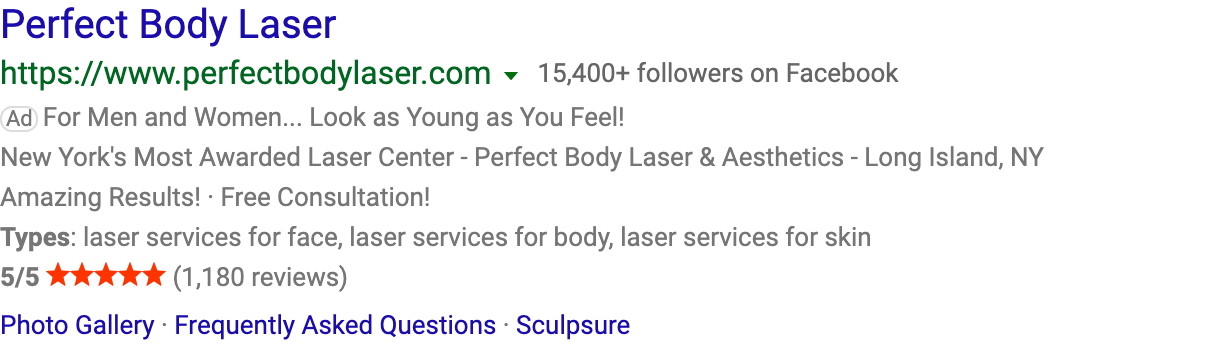 Perfect Body Laser
https://www.perfectbodylaser.com 15,400+ followers on Facebook
Ad For Men and Women... Look as Young as You Feel!
New York's Most Awarded Laser Center - Perfect Body Laser & Aesthetics - Long Island, NY
Amazing Results! · Free Consultation!
Types: laser services for face, laser services for body, laser services for skin
5/5 ★★★★★ (1,180 reviews)
Photo Gallery · Frequently Asked Questions · Sculpsure